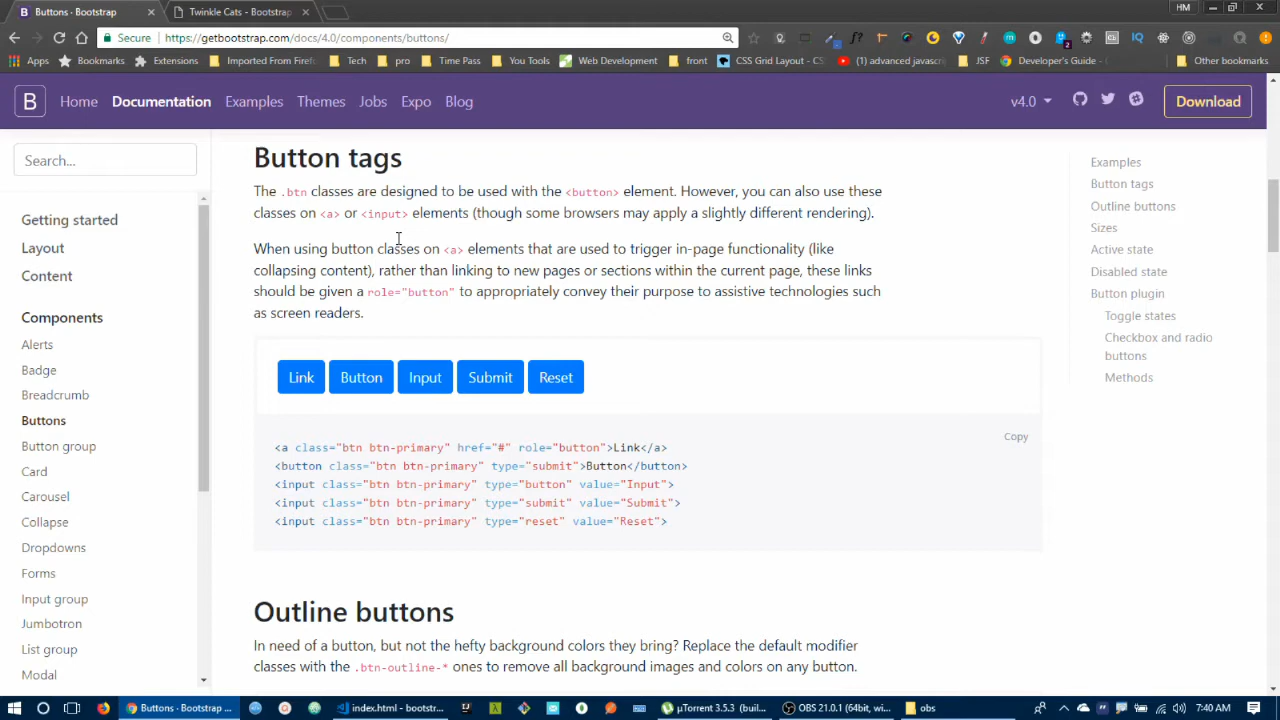 Buttons · Bootstrap
Twinkle Cats - Bootstrap
HM
Secure
https://getbootstrap.com/docs/4.0/components/buttons/
Apps
Bookmarks
Extensions
Imported From Firef
Tech
pro
Time Pass
You Tools
Web Development
front
CSS Grid Layout - CS
(1) advanced javascri
JSF
Developer's Guide -
Other bookmarks
B
Home
Documentation
Examples
Themes
Jobs
Expo
Blog
v4.0
Download
Search...
Getting started
Layout
Content
Components
Alerts
Badge
Breadcrumb
Buttons
Button group
Card
Carousel
Collapse
Dropdowns
Forms
Input group
Jumbotron
List group
Modal
Button tags
The .btn classes are designed to be used with the <button> element. However, you can also use these
classes on <a> or <input> elements (though some browsers may apply a slightly different rendering).
When using button classes on <a> elements that are used to trigger in-page functionality (like
collapsing content), rather than linking to new pages or sections within the current page, these links
should be given a role="button" to appropriately convey their purpose to assistive technologies such
as screen readers.
Link
Button
Input
Submit
Reset
Copy
<a class="btn btn-primary" href="#" role="button">Link</a>
<button class="btn btn-primary" type="submit">Button</button>
<input class="btn btn-primary" type="button" value="Input">
<input class="btn btn-primary" type="submit" value="Submit">
<input class="btn btn-primary" type="reset" value="Reset">
Outline buttons
In need of a button, but not the hefty background colors they bring? Replace the default modifier
classes with the .btn-outline-* ones to remove all background images and colors on any button.
Examples
Button tags
Outline buttons
Sizes
Active state
Disabled state
Button plugin
Toggle states
Checkbox and radio
buttons
Methods
Buttons · Bootstrap ...
index.html - bootstr...
µTorrent 3.5.3 (buil...
OBS 21.0.1 (64bit, wi...
obs
7:40 AM